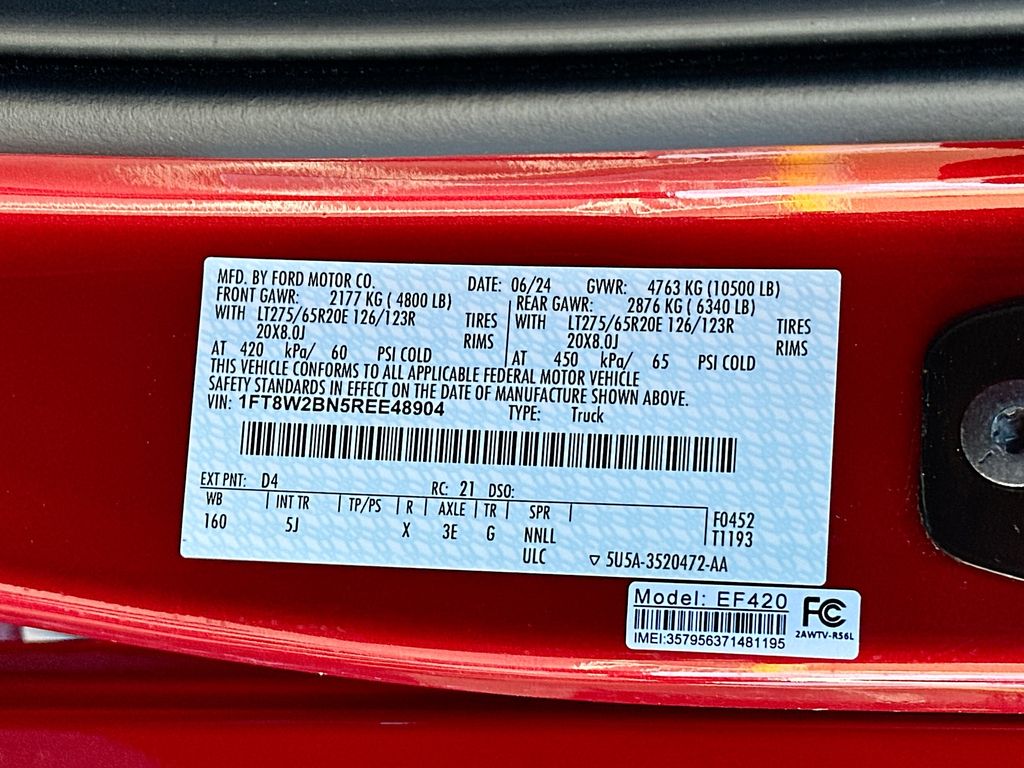 MFD. BY FORD MOTOR CO. DATE: 06/24 GVWR: 4763 KG (10500 LB)
FRONT GAWR: 2177 KG ( 4800 LB) REAR GAWR: 2876 KG ( 6340 LB)
WITH LT275/65R20E 126/123R TIRES WITH LT275/65R20E 126/123R TIRES
20X8.0J RIMS 20X8.0J RIMS
AT 420 kPa/ 60 PSI COLD AT 450 kPa/ 65 PSI COLD
THIS VEHICLE CONFORMS TO ALL APPLICABLE FEDERAL MOTOR VEHICLE
SAFETY STANDARDS IN EFFECT ON THE DATE OF MANUFACTURE SHOWN ABOVE.
VIN: 1FT8W2BN5REE48904 TYPE: Truck
EXT PNT: D4 RC: 21 DSO:
WB INT TR TP/PS R AXLE TR SPR F0452
160 5J X 3E G NNLL T1193
ULC ▽ 5U5A-3520472-AA
Model: EF420 FC
IMEI:357956371481195 2AWTV-R56L